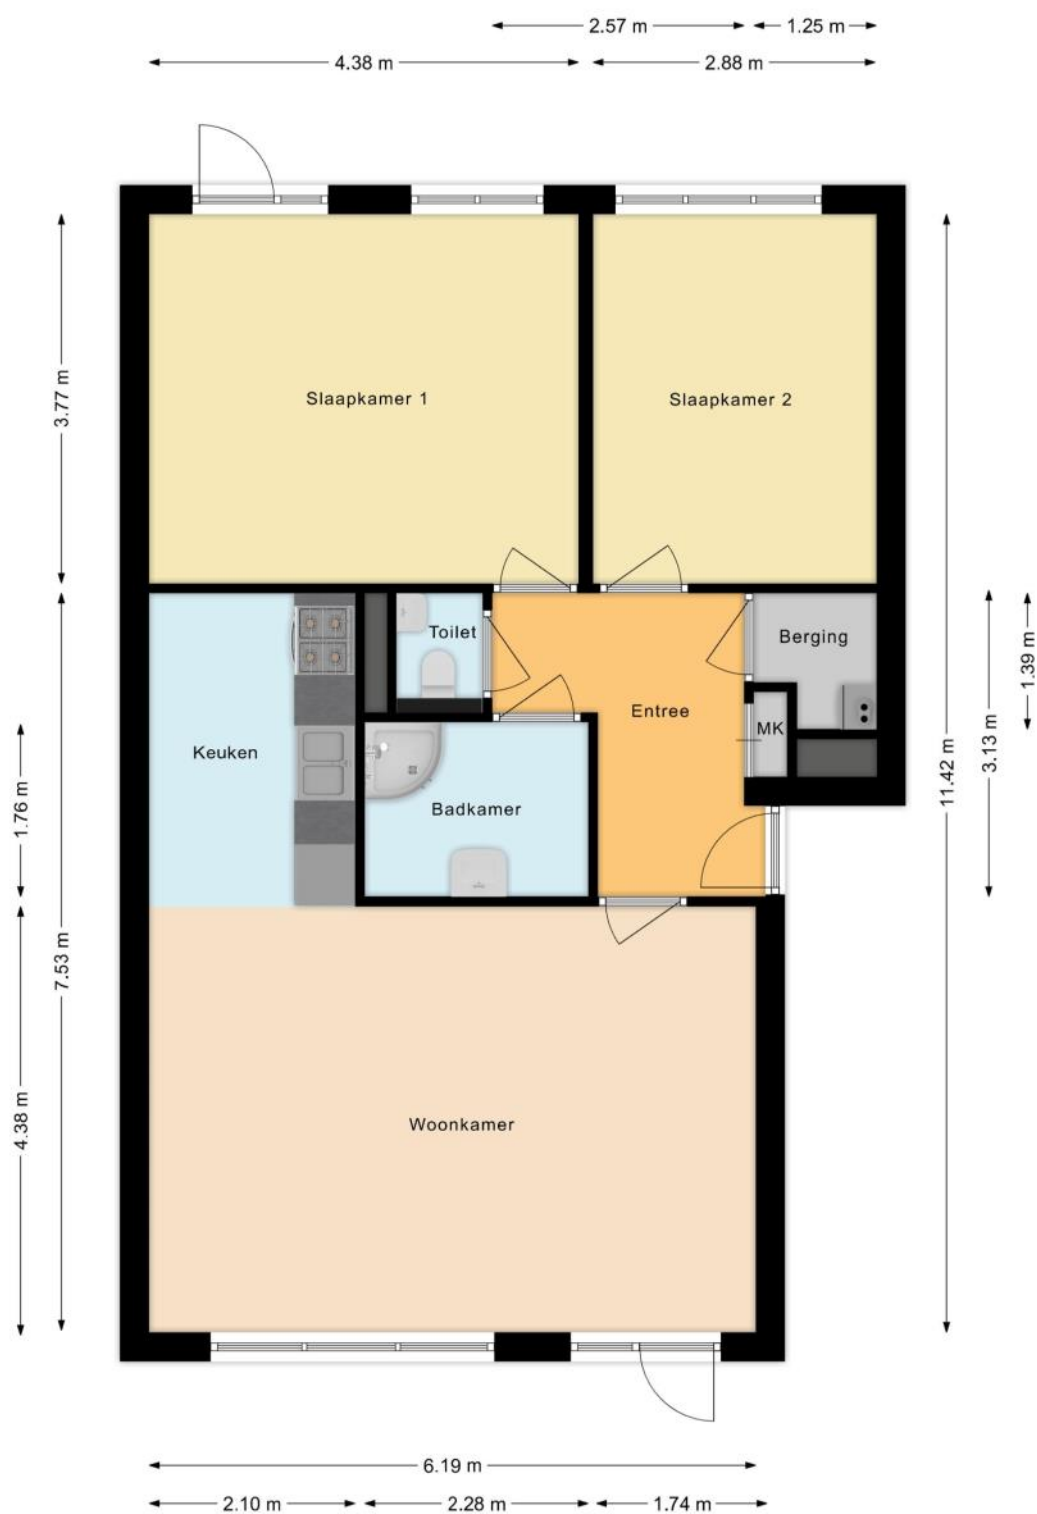 2.57 m
1.25 m
4.38 m
2.88 m
3.77 m
Slaapkamer 1
Slaapkamer 2
Toilet
Berging
1.39 m
Entree
MK
Keuken
3.13 m
11.42 m
1.76 m
Badkamer
7.53 m
4.38 m
Woonkamer
6.19 m
2.10 m
2.28 m
1.74 m